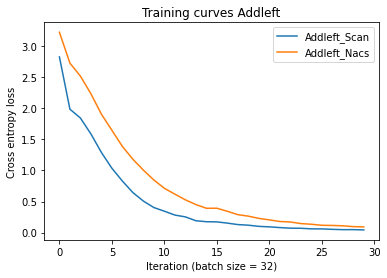 Training curves Addleft
Addleft_Scan
Addleft_Nacs
Cross entropy loss
3.0
2.5
2.0
1.5
1.0
0.5
0.0
0 5 10 15 20 25 30
Iteration (batch size = 32)